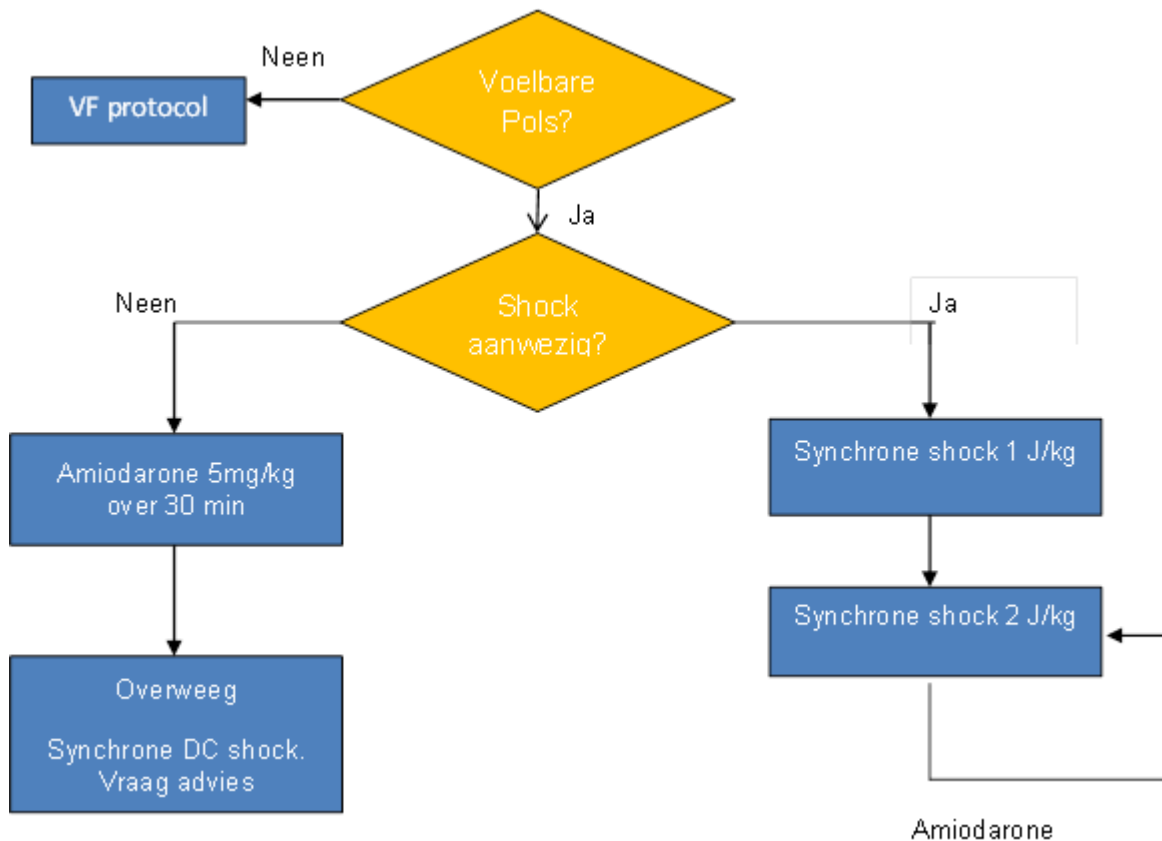 Neen
Voelbare
Pols?
VF protocol
Ja
Neen
Shock
aanwezig?
Ja
Amiodarone 5mg/kg
over 30 min
Synchrone shock 1 J/kg
Synchrone shock 2 J/kg
Overweeg
Synchrone DC shock.
Vraag advies
Amiodarone